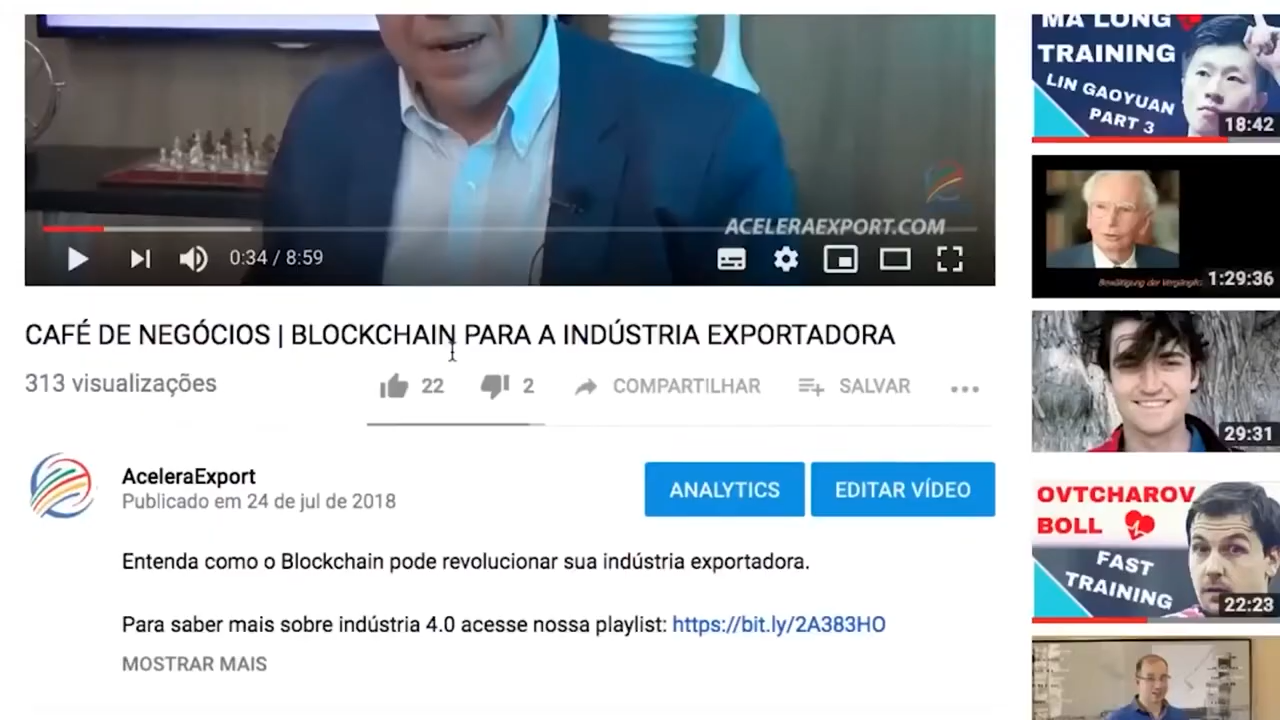 ACELERAEXPORT.COM
0:34 / 8:59
CAFÉ DE NEGÓCIOS | BLOCKCHAIN PARA A INDÚSTRIA EXPORTADORA
313 visualizações
22
2
COMPARTILHAR
SALVAR
AceleraExport
Publicado em 24 de jul de 2018
ANALYTICS
EDITAR VÍDEO
Entenda como o Blockchain pode revolucionar sua indústria exportadora.
Para saber mais sobre indústria 4.0 acesse nossa playlist: https://bit.ly/2A383HO
MOSTRAR MAIS
MA LONG
TRAINING
LIN GAOYUAN
PART 3
18:42
Bewältigung der
1:29:36
29:31
OVTCHAROV
BOLL
FAST
TRAINING
22:23